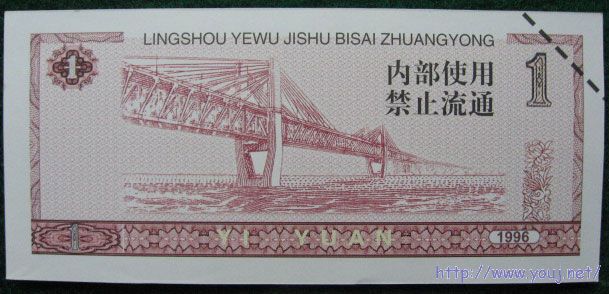 LINGSHOU YEWU JISHU BISAI ZHUANGYONG
1
内部使用
禁止流通
1
1
YI YUAN
1996
http://www.youj.net/